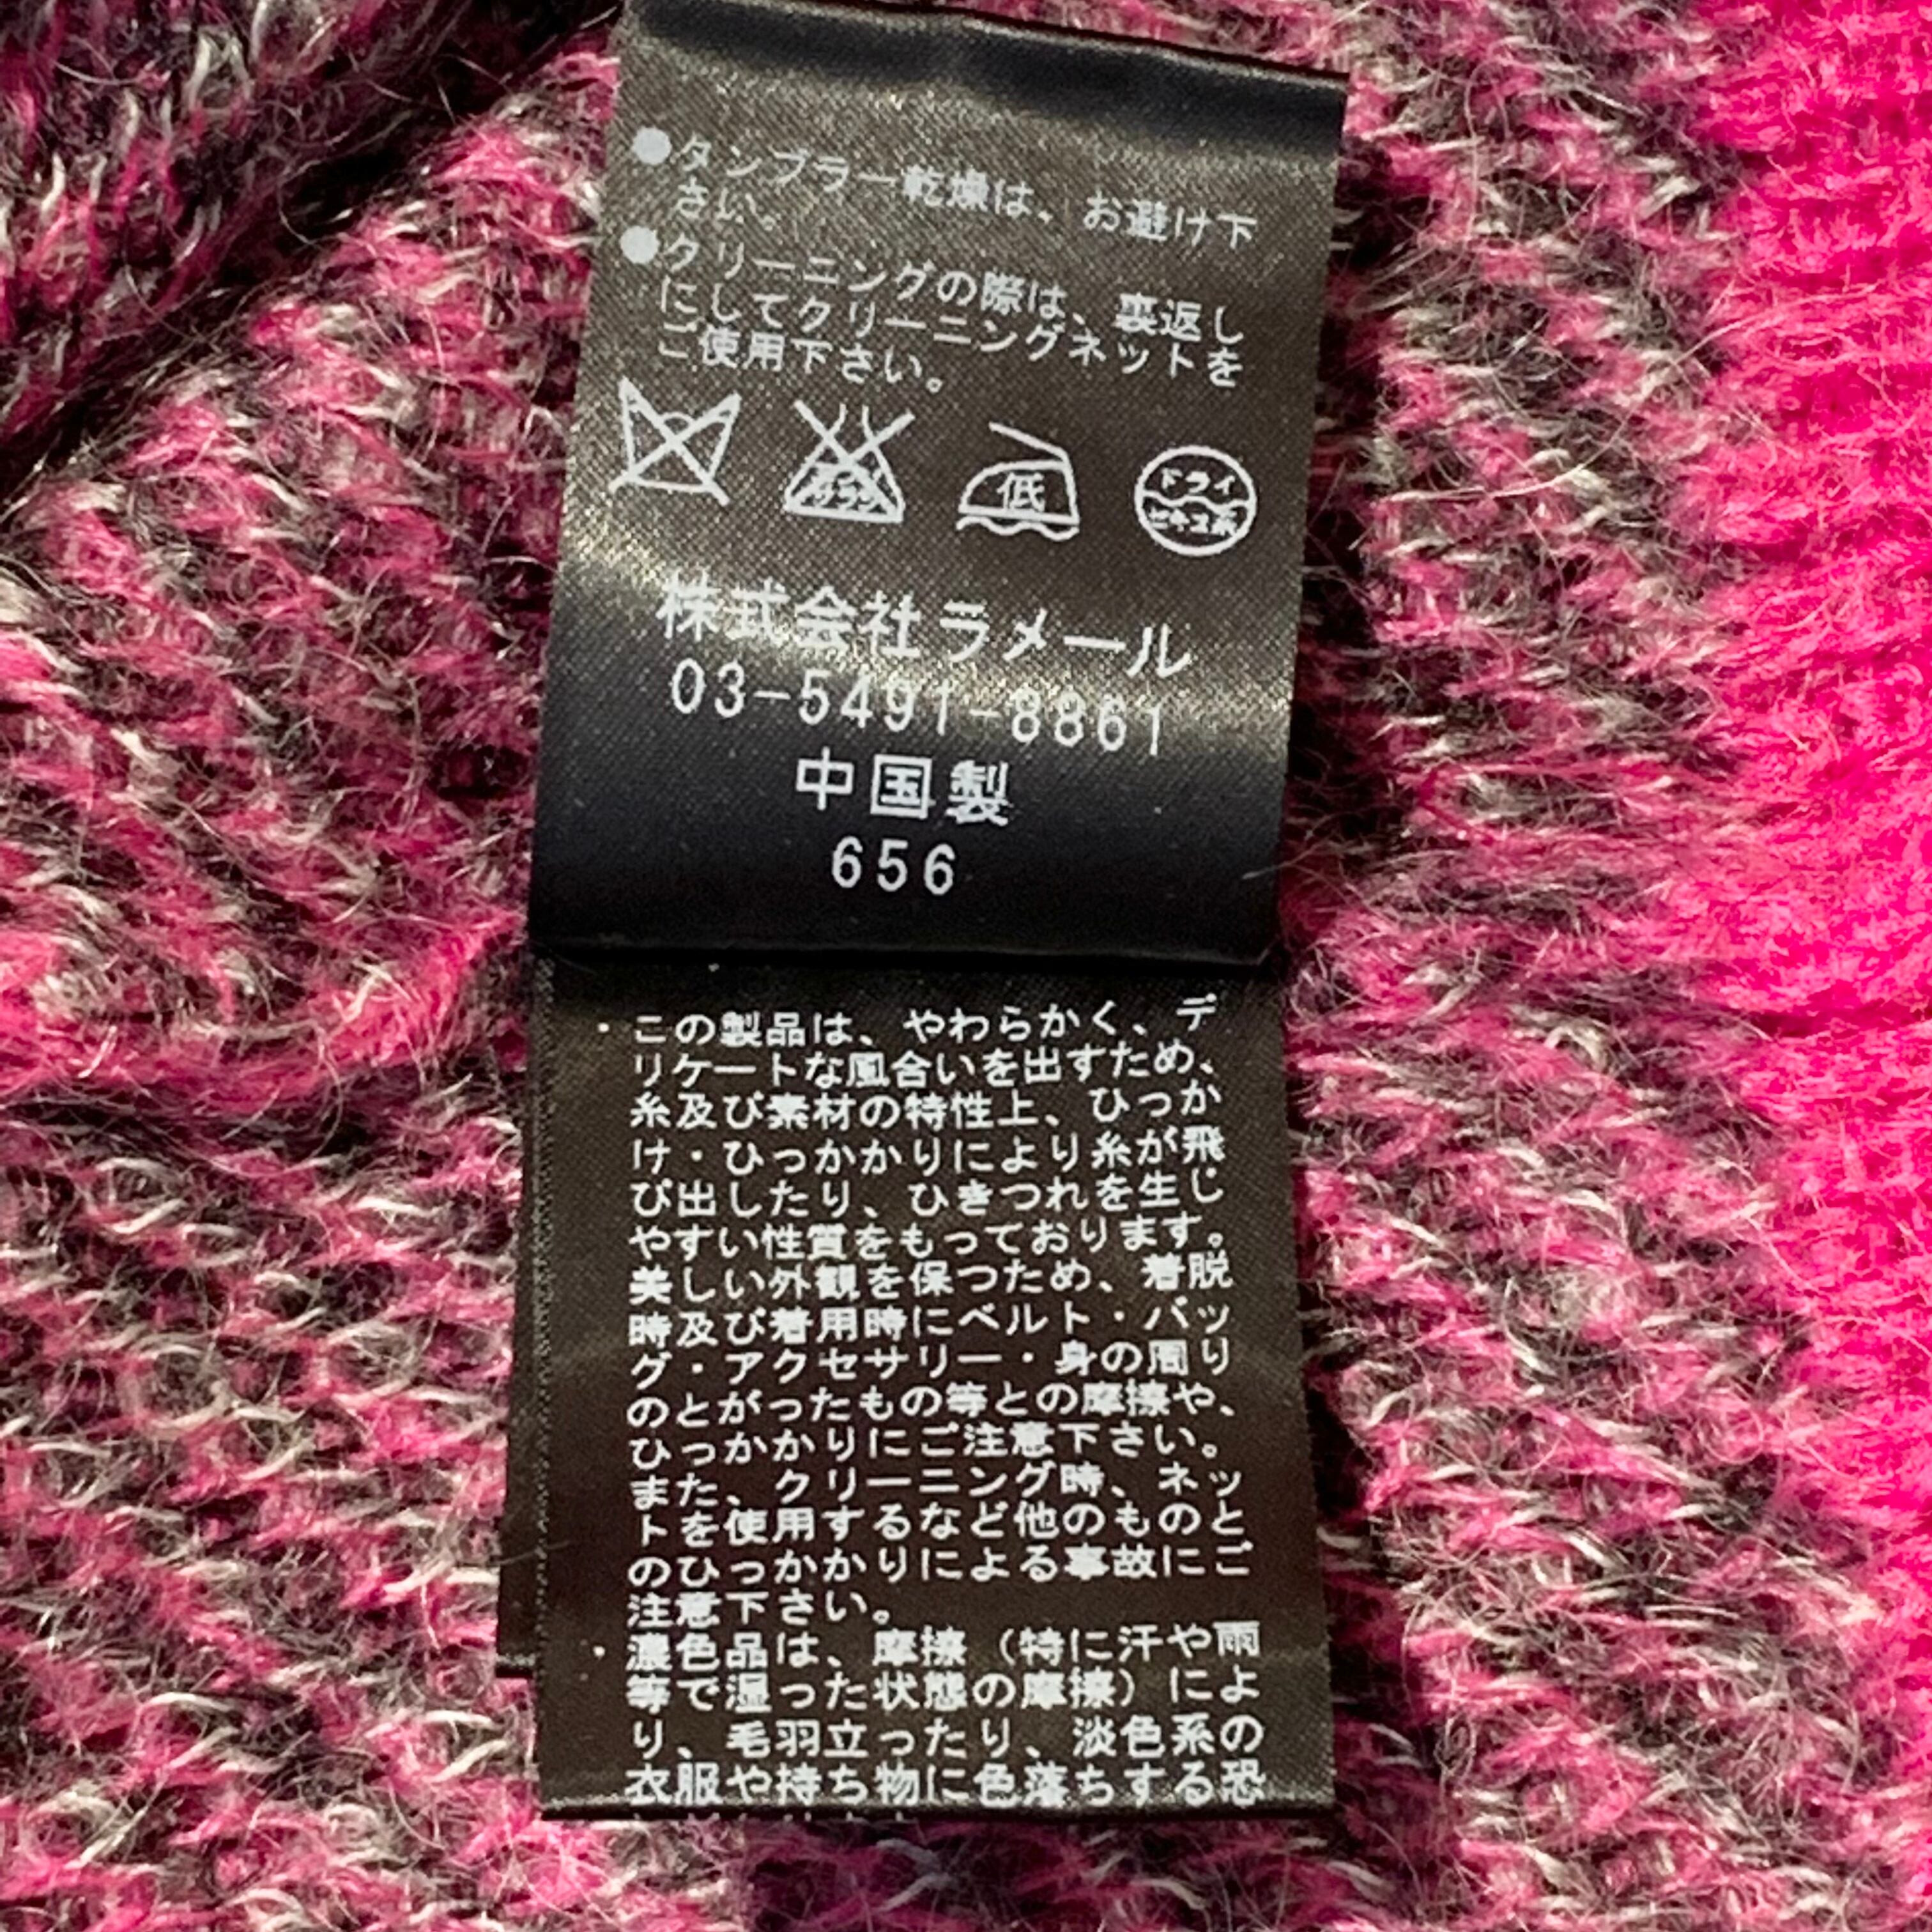 ●タンブラー乾燥は、お避け下
さい。
●クリーニングの際は、裏返し
にしてクリーニングネットを
ご使用下さい。
低 ドライ
株式会社ラメール
03-5491-8861
中国製
656
・この製品は、やわらかく、デ
リケートな風合いを出すため、
糸及び素材の特性上、ひっか
け・ひっかかりにより糸が飛
び出したり、ひきつれを生じ
やすい性質をもっております。
美しい外観を保つため、着脱
時及び着用時にベルト・バッ
グ・アクセサリー・身の周り
のとがったもの等との摩擦や、
ひっかかりにご注意下さい。
また、クリーニング時、ネッ
トを使用するなど他のものと
のひっかかりによる事故にご
注意下さい。
・濃色品は、摩擦（特に汗や雨
等で湿った状態の摩擦）によ
り、毛羽立ったり、淡色系の
衣服や持ち物に色落ちする恐